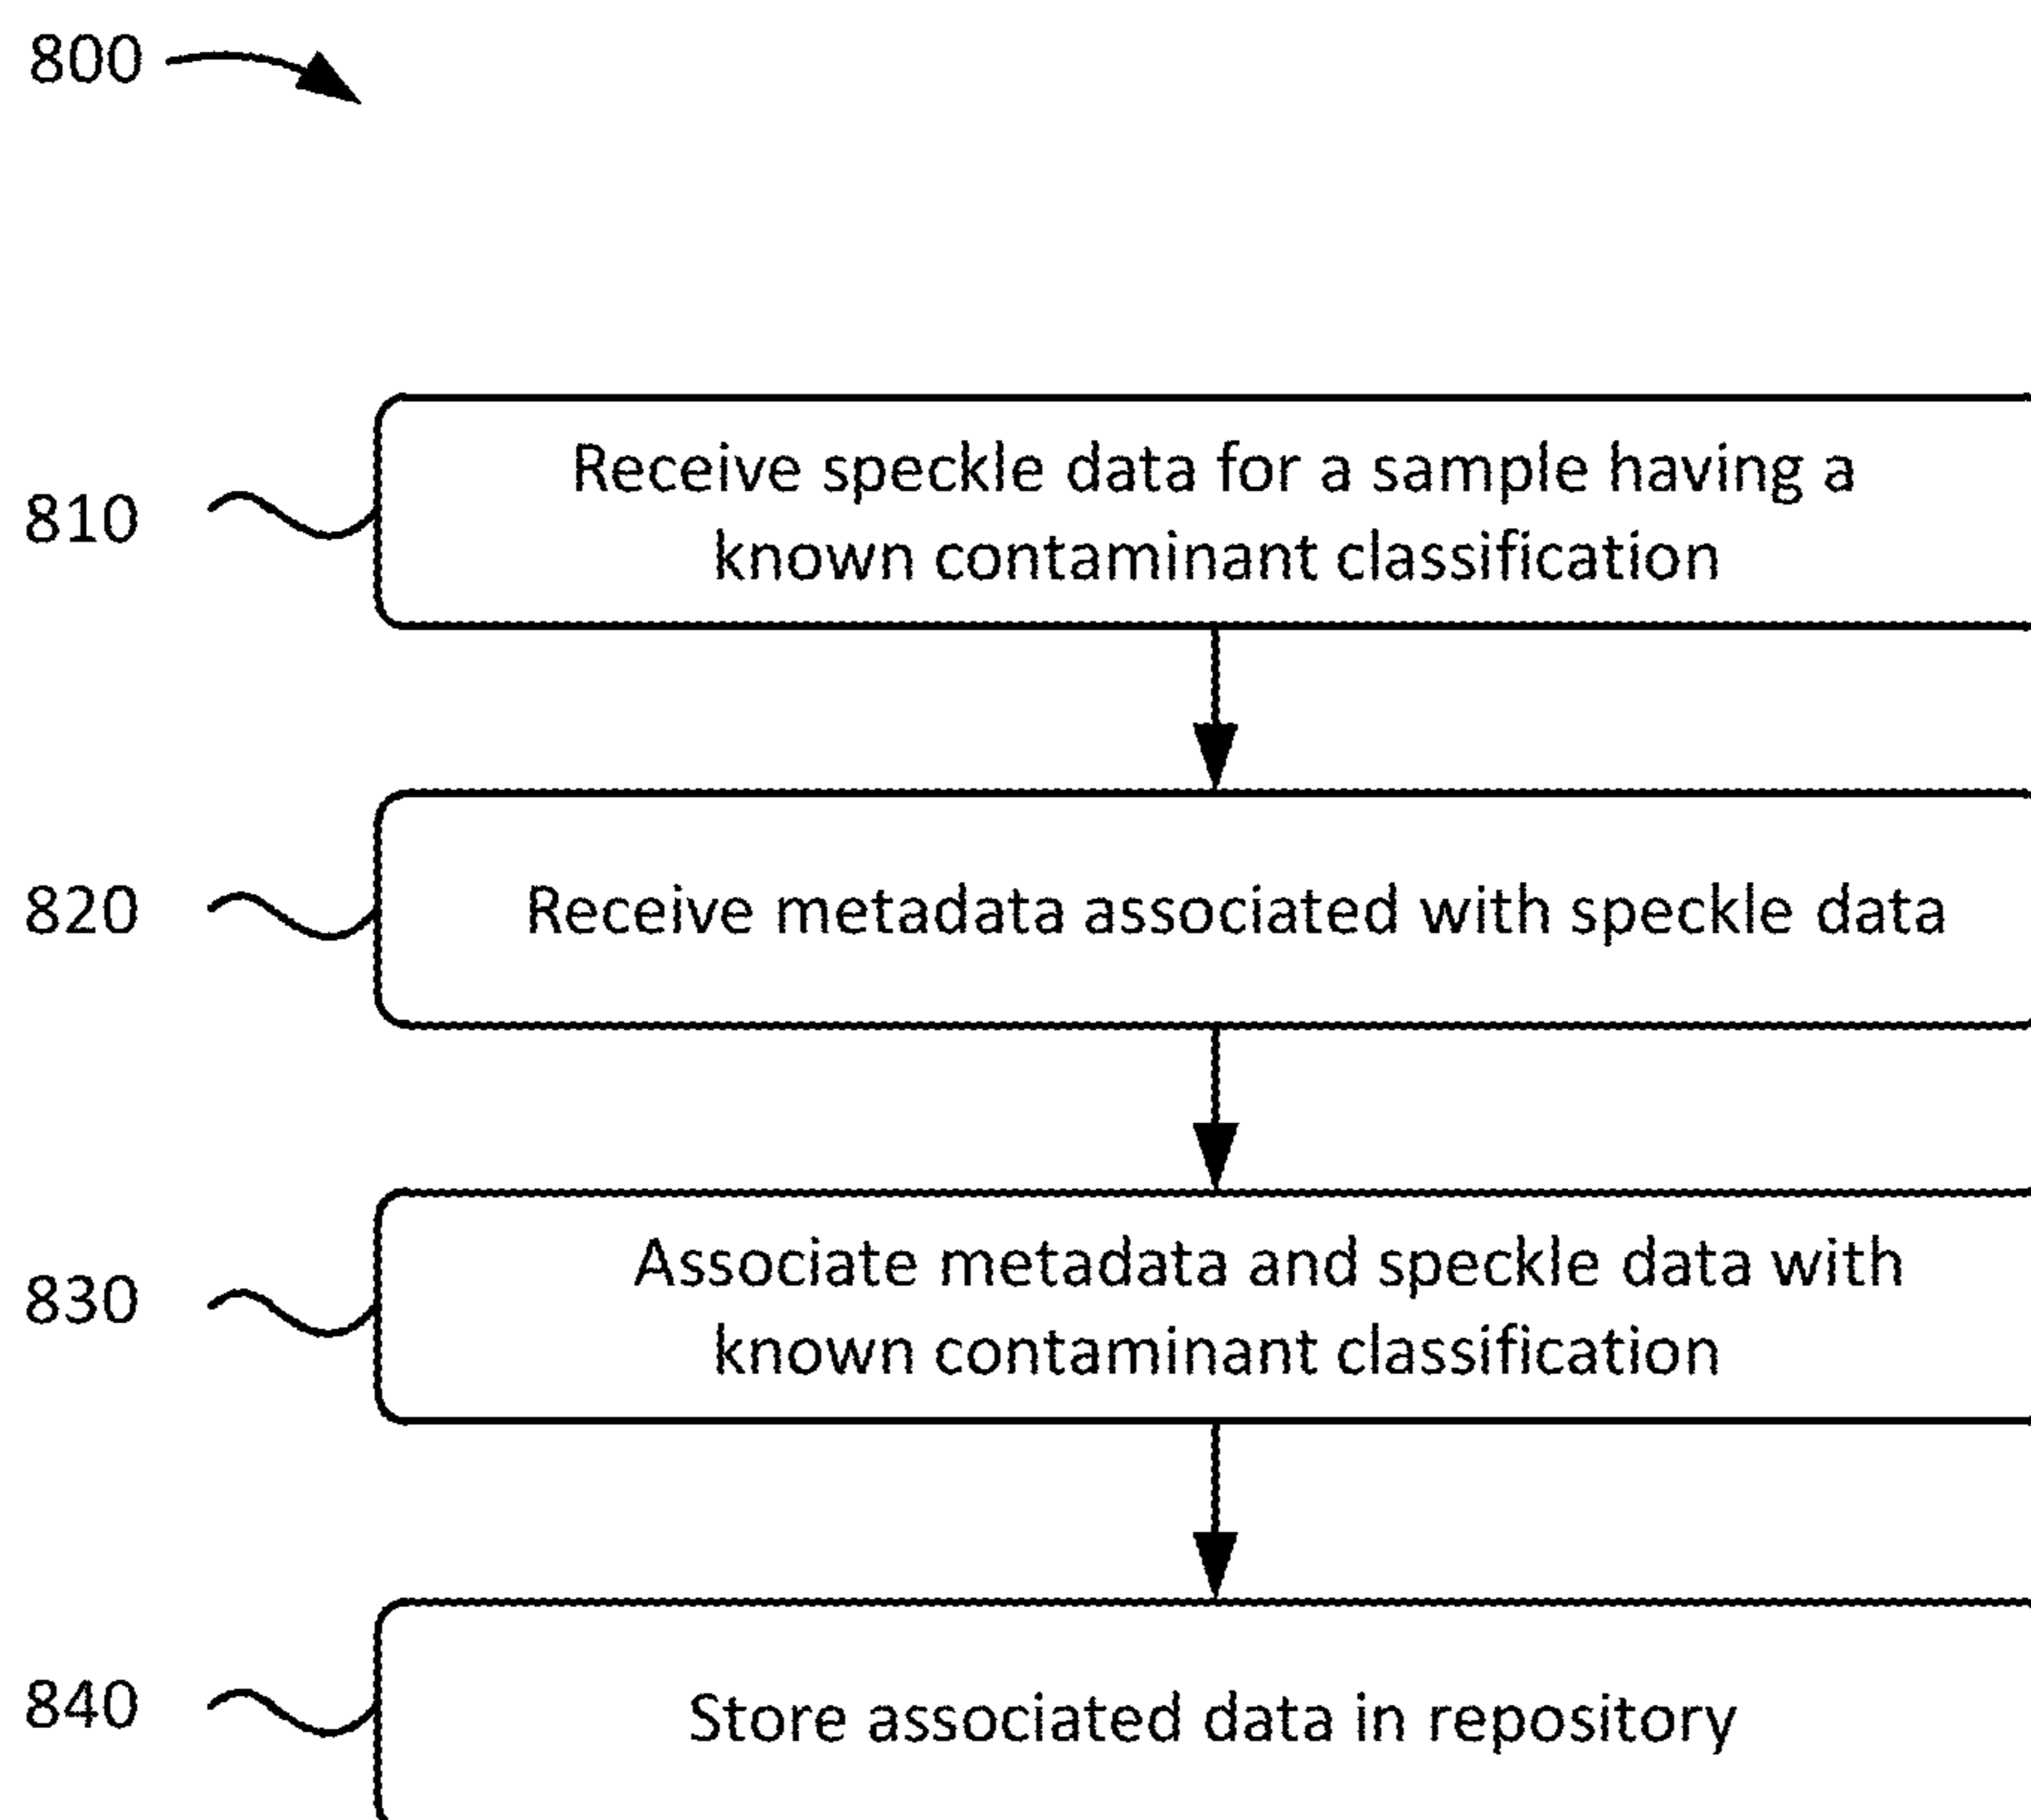 800
810
Receive speckle data for a sample having a
known contaminant classification
820
Receive metadata associated with speckle data
830
Associate metadata and speckle data with
known contaminant classification
840
Store associated data in repository